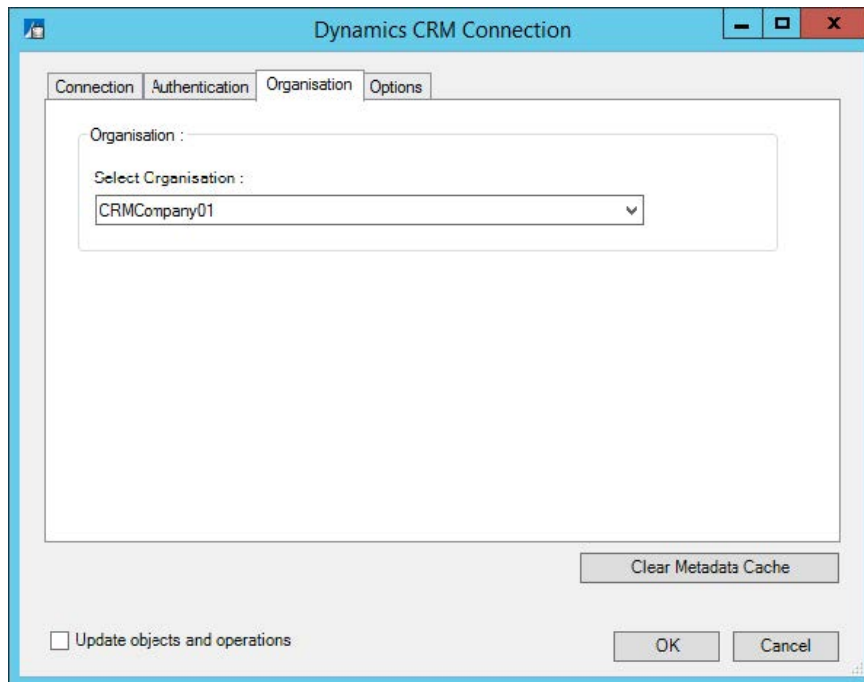 Dynamics CRM Connection
Connection Authentication Organisation Options
Organisation :
Select Organisation :
CRMCompany01
Clear Metadata Cache
Update objects and operations OK Cancel